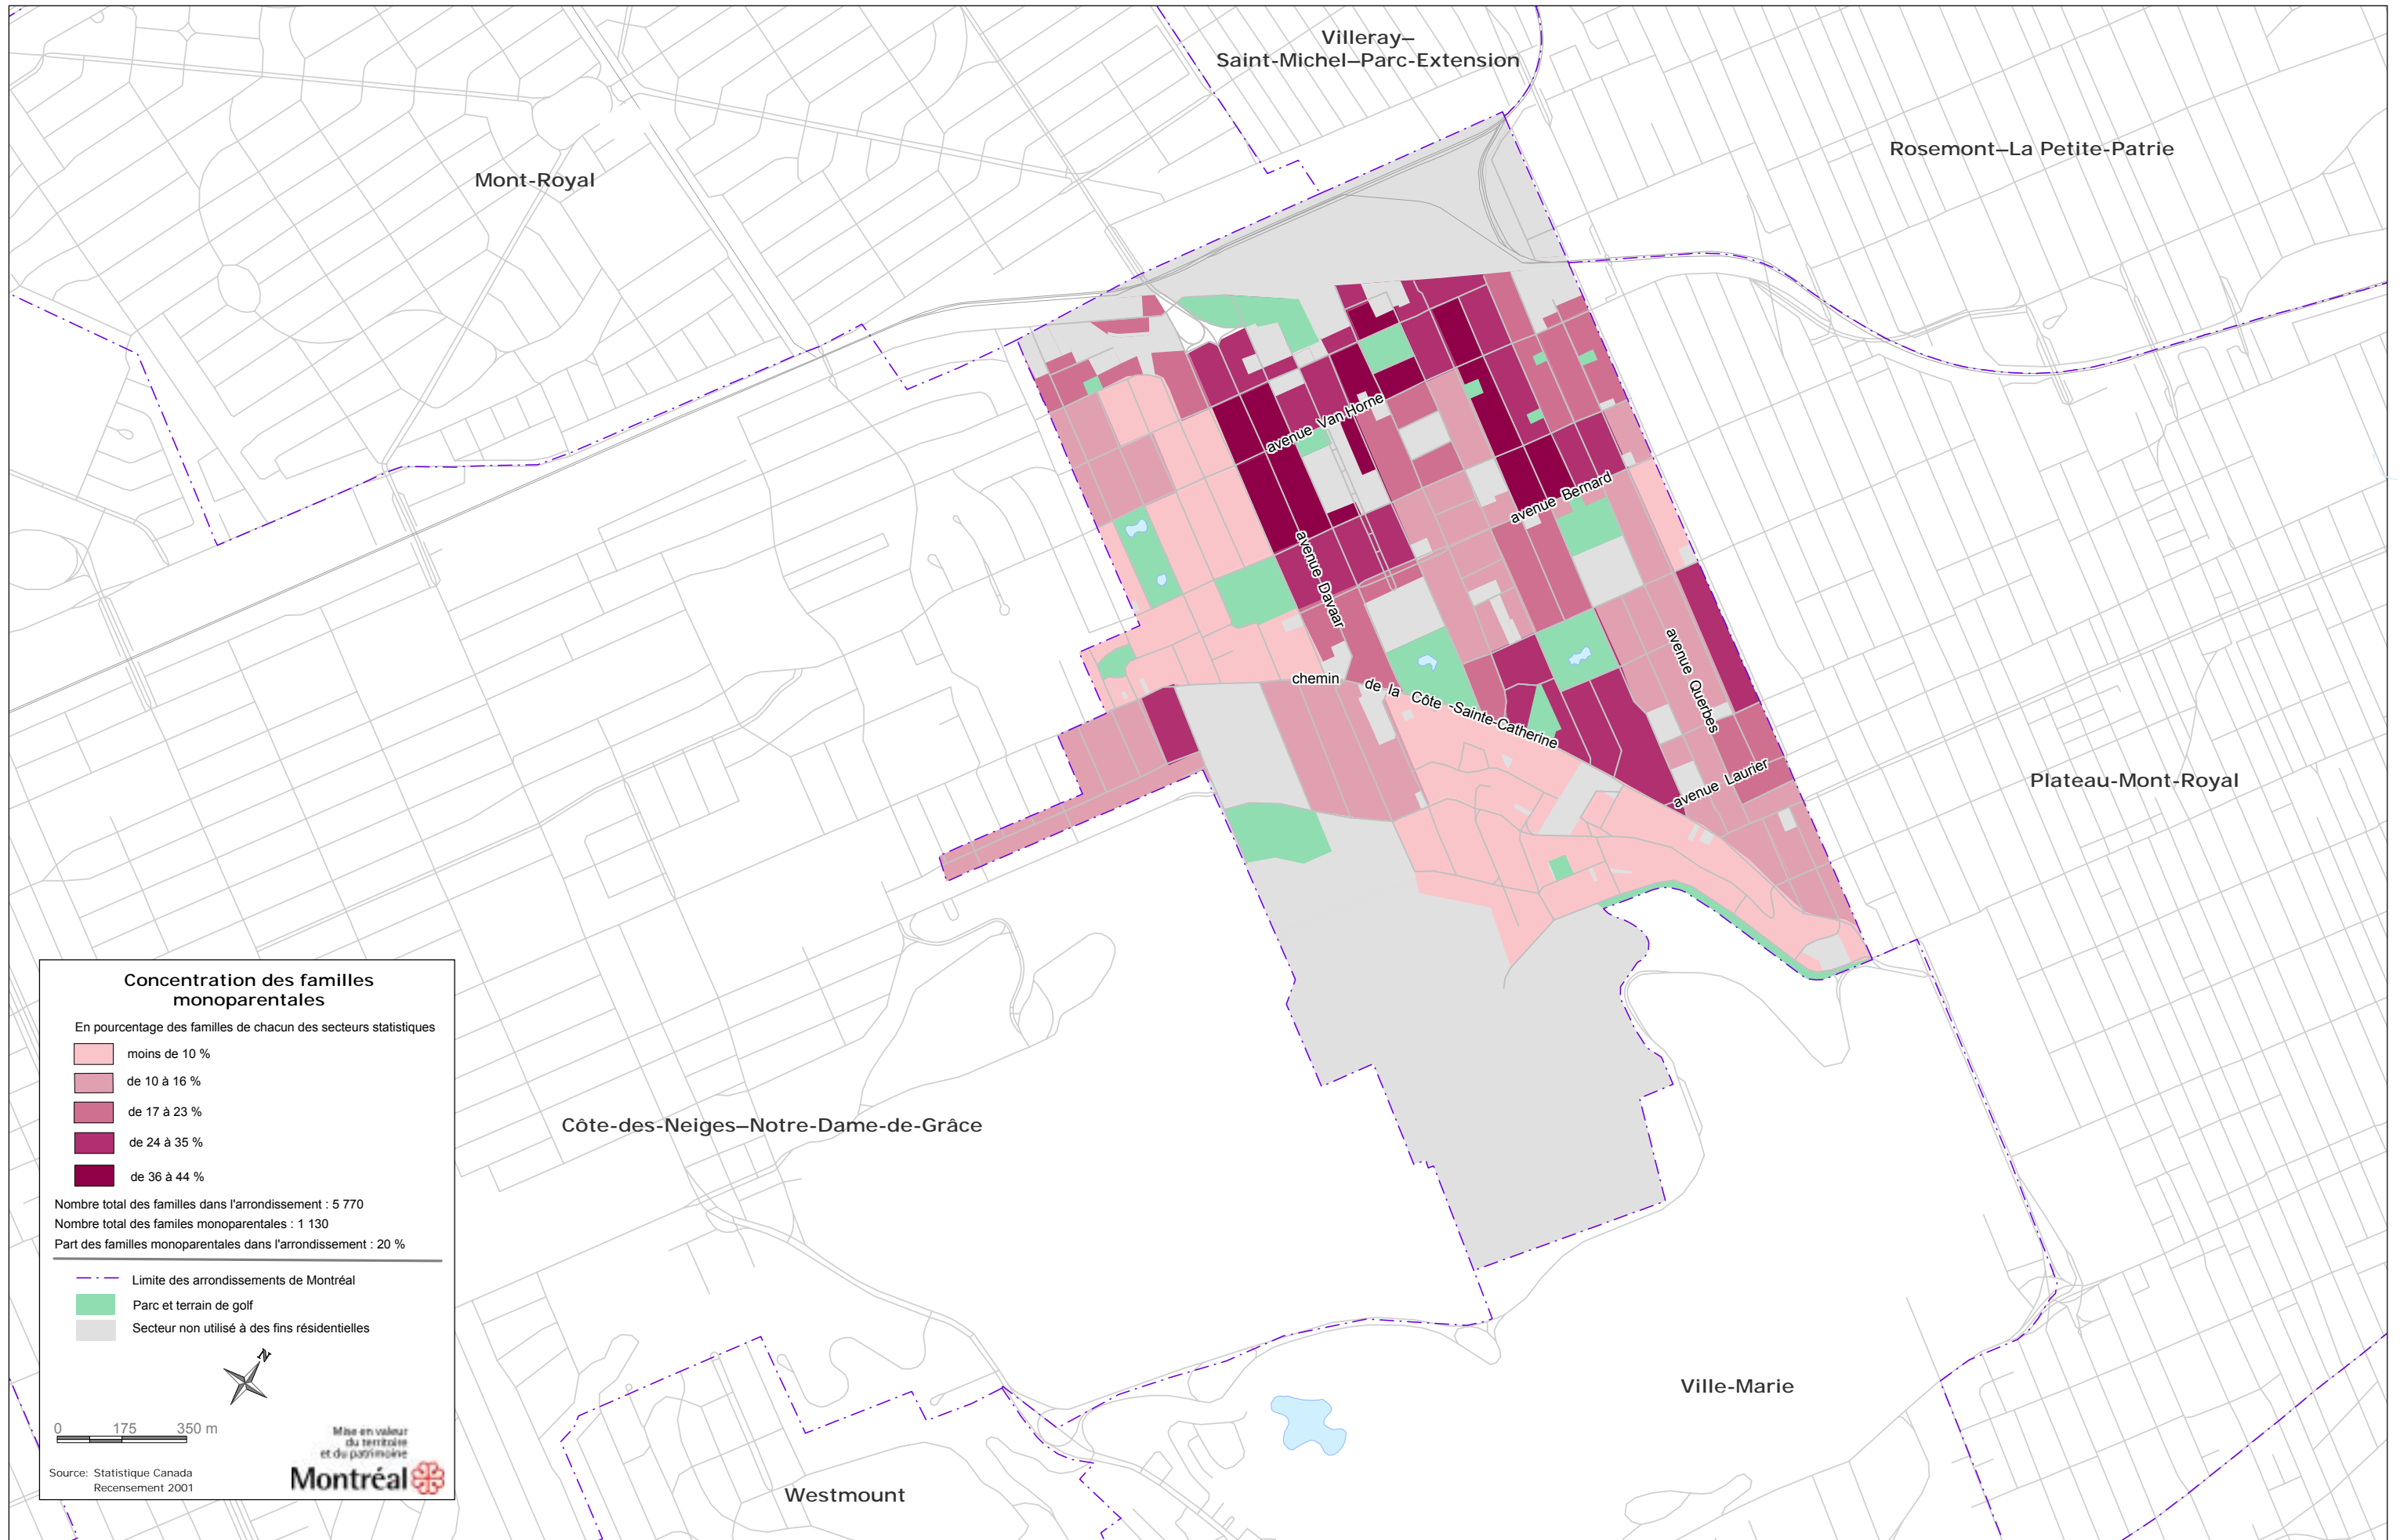 Villeray–
Saint-Michel–Parc-Extension
Mont-Royal
Rosemont–La Petite-Patrie
avenue Van Horne
avenue Bernard
avenue Davaar
avenue Querbes
chemin de la Côte -Sainte-Catherine
avenue Laurier
Plateau-Mont-Royal
Côte-des-Neiges–Notre-Dame-de-Grâce
Ville-Marie
Westmount
Concentration des familles
monoparentales
En pourcentage des familles de chacun des secteurs statistiques
moins de 10 %
de 10 à 16 %
de 17 à 23 %
de 24 à 35 %
de 36 à 44 %
Nombre total des familles dans l'arrondissement : 5 770
Nombre total des familes monoparentales : 1 130
Part des familles monoparentales dans l'arrondissement : 20 %
Limite des arrondissements de Montréal
Parc et terrain de golf
Secteur non utilisé à des fins résidentielles
N
0 175 350 m
Mise en valeur
du territoire
et du patrimoine
Montréal
Source: Statistique Canada
Recensement 2001